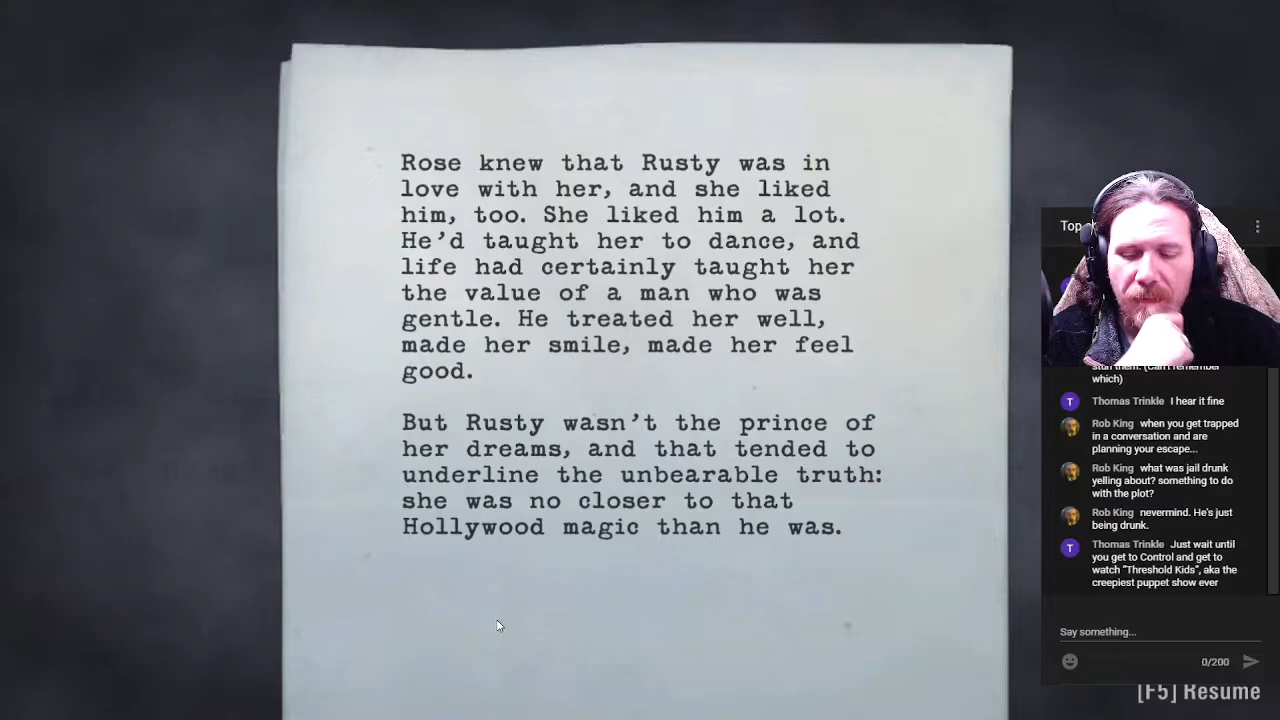 Rose knew that Rusty was in
love with her, and she liked
him, too. She liked him a lot.
He'd taught her to dance, and
life had certainly taught her
the value of a man who was
gentle. He treated her well,
made her smile, made her feel
good.
But Rusty wasn't the prince of
her dreams, and that tended to
underline the unbearable truth:
she was no closer to that
Hollywood magic than he was.
Top
which)
T Thomas Trinkle I hear it fine
Rob King when you get trapped
in a conversation and are
planning your escape...
Rob King what was jail drunk
yelling about? something to do
with the plot?
Rob King nevermind. He's just
being drunk.
T Thomas Trinkle Just wait until
you get to Control and get to
watch "Threshold Kids", aka the
creepiest puppet show ever
Say something...
0/200
[F5] Resume